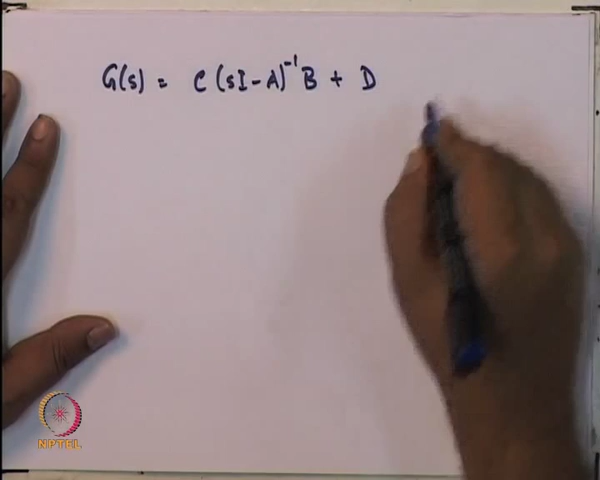 G(s) = C (sI - A)⁻¹ B + D
NPTEL